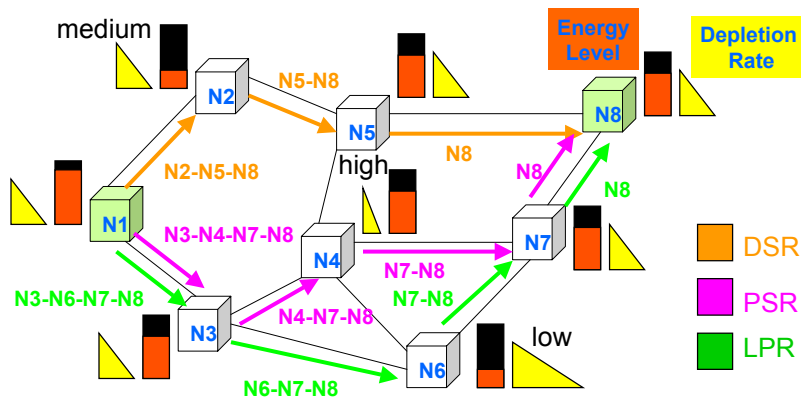 medium
Energy
Level
Depletion
Rate
N2
N5-N8
N8
N5
N8
N2-N5-N8
high
N8
N8
N1
N3-N4-N7-N8
N7
DSR
N4
N7-N8
N3-N6-N7-N8
N7-N8
PSR
N3
N4-N7-N8
low
LPR
N6
N6-N7-N8